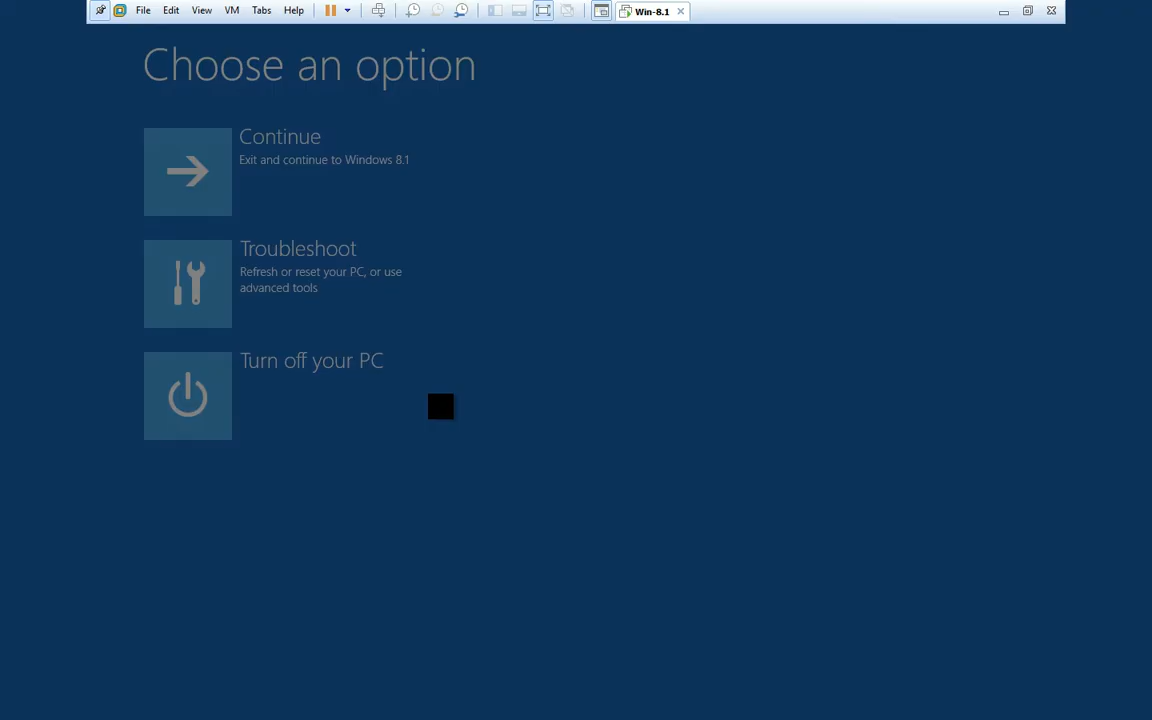 File Edit View VM Tabs Help Win-8.1
Choose an option
Continue
Exit and continue to Windows 8.1
Troubleshoot
Refresh or reset your PC, or use
advanced tools
Turn off your PC